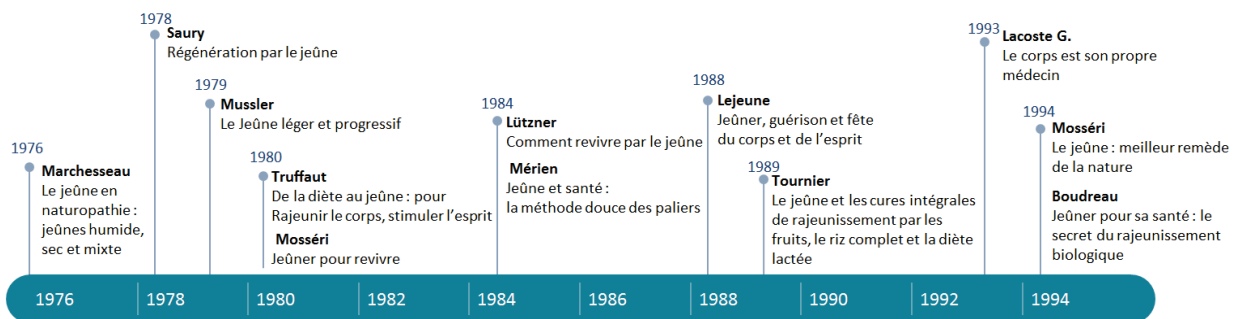 1976
Marchesseau
Le jeûne en
naturopathie :
jeûnes humide,
sec et mixte
1978
Saury
Régénération par le jeûne
1979
Mussler
Le Jeûne léger et progressif
1980
Truffaut
De la diète au jeûne : pour
Rajeunir le corps, stimuler l’esprit
Mosséri
Jeûner pour revivre
1984
Lützner
Comment revivre par le jeûne
Mérien
Jeûne et santé :
la méthode douce des paliers
1988
Lejeune
Jeûner, guérison et fête
du corps et de l’esprit
1989
Tournier
Le jeûne et les cures intégrales
de rajeunissement par les
fruits, le riz complet et la diète
lactée
1993
Lacoste G.
Le corps est son propre
médecin
1994
Mosséri
Le jeûne : meilleur remède
de la nature
Boudreau
Jeûner pour sa santé : le
secret du rajeunissement
biologique
1976 1978 1980 1982 1984 1986 1988 1990 1992 1994